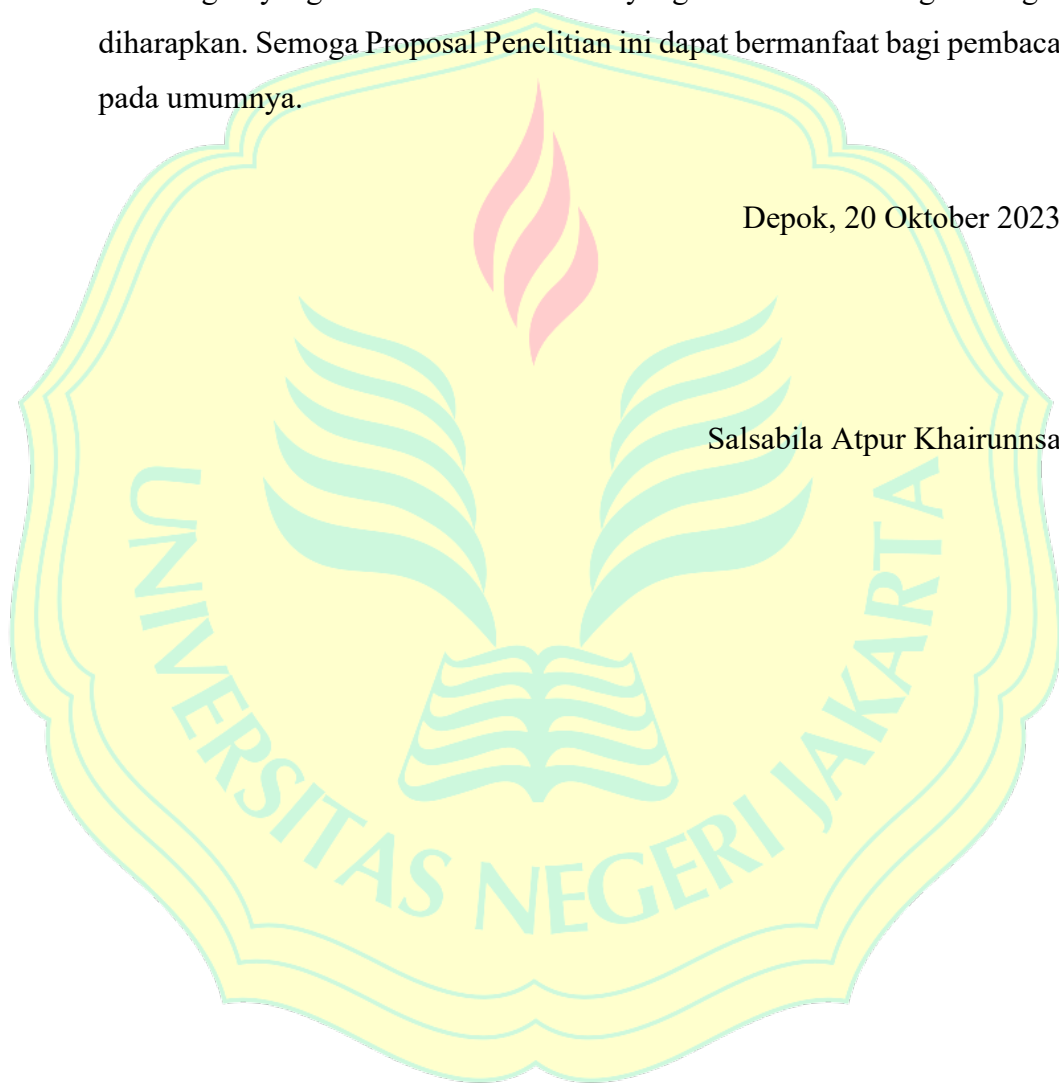 diharapkan. Semoga Proposal Penelitian ini dapat bermanfaat bagi pembaca
pada umumnya.
Depok, 20 Oktober 2023
Salsabila Atpur Khairunnsa
UNIVERSITAS NEGERI JAKARTA